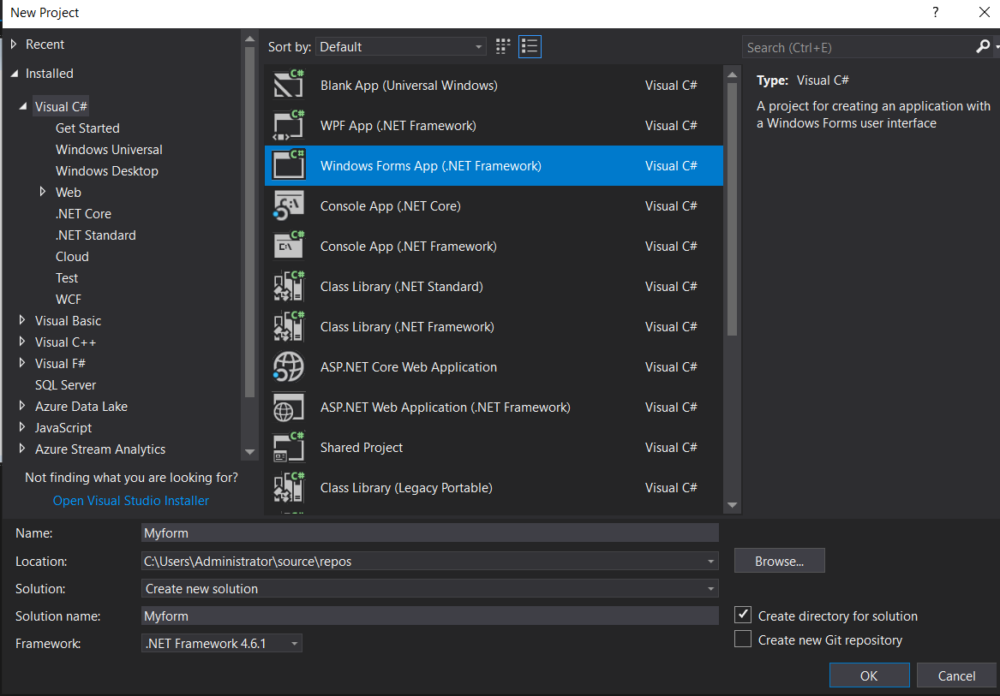 New Project
?
Recent
Installed
Visual C#
Get Started
Windows Universal
Windows Desktop
Web
.NET Core
.NET Standard
Cloud
Test
WCF
Visual Basic
Visual C++
Visual F#
SQL Server
Azure Data Lake
JavaScript
Azure Stream Analytics
Not finding what you are looking for?
Open Visual Studio Installer
Sort by: Default
C# Blank App (Universal Windows) Visual C#
C# WPF App (.NET Framework) Visual C#
C# Windows Forms App (.NET Framework) Visual C#
C:\ Console App (.NET Core) Visual C#
C# C:\ Console App (.NET Framework) Visual C#
C# Class Library (.NET Standard) Visual C#
C# Class Library (.NET Framework) Visual C#
ASP.NET Core Web Application Visual C#
ASP.NET Web Application (.NET Framework) Visual C#
C# Shared Project Visual C#
C# Class Library (Legacy Portable) Visual C#
Search (Ctrl+E)
Type: Visual C#
A project for creating an application with
a Windows Forms user interface
Name: Myform
Location: C:\Users\Administrator\source\repos
Browse...
Solution: Create new solution
Solution name: Myform
Create directory for solution
Framework: .NET Framework 4.6.1
Create new Git repository
OK
Cancel